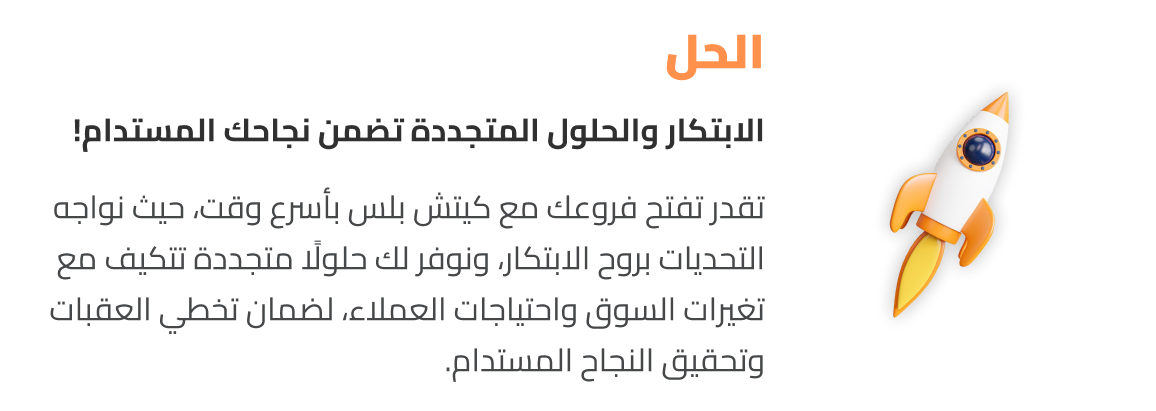 الحل
الابتكار والحلول المتجددة تضمن نجاحك المستدام!
تقدر تفتح فروعك مع كيتش بلس بأسرع وقت، حيث نواجه
التحديات بروح الابتكار، ونوفر لك حلولًا متجددة تتكيف مع
تغيرات السوق واحتياجات العملاء، لضمان تخطي العقبات
وتحقيق النجاح المستدام.